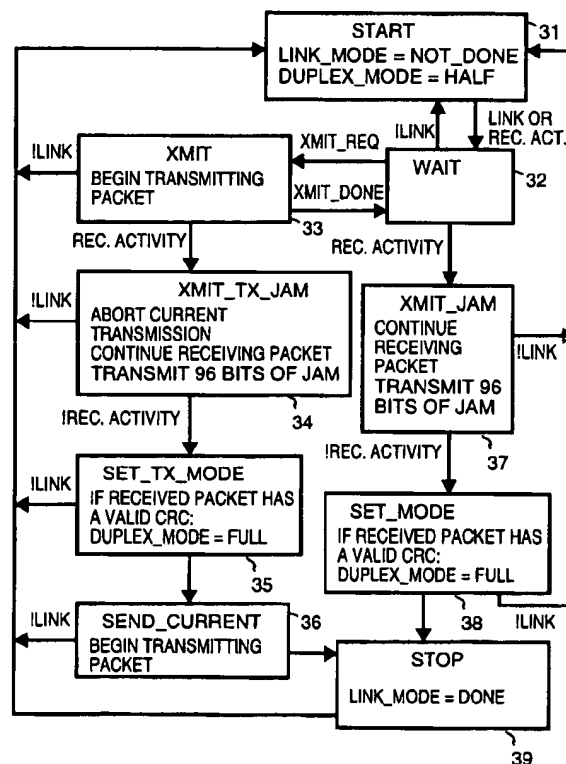 START
LINK_MODE = NOT_DONE
DUPLEX_MODE = HALF
31
!LINK
LINK OR
REC. ACT.
!LINK
XMIT
BEGIN TRANSMITTING
PACKET
33
XMIT_REQ
XMIT_DONE
WAIT
32
REC. ACTIVITY
REC. ACTIVITY
!LINK
XMIT_TX_JAM
ABORT CURRENT
TRANSMISSION
CONTINUE RECEIVING PACKET
TRANSMIT 96 BITS OF JAM
34
XMIT_JAM
CONTINUE
RECEIVING
PACKET
TRANSMIT 96
BITS OF JAM
37
!LINK
!REC. ACTIVITY
!REC. ACTIVITY
!LINK
SET_TX_MODE
IF RECEIVED PACKET HAS
A VALID CRC:
DUPLEX_MODE = FULL
35
SET_MODE
IF RECEIVED PACKET HAS
A VALID CRC:
DUPLEX_MODE = FULL
38
!LINK
!LINK
SEND_CURRENT
BEGIN TRANSMITTING
PACKET
36
STOP
LINK_MODE = DONE
39